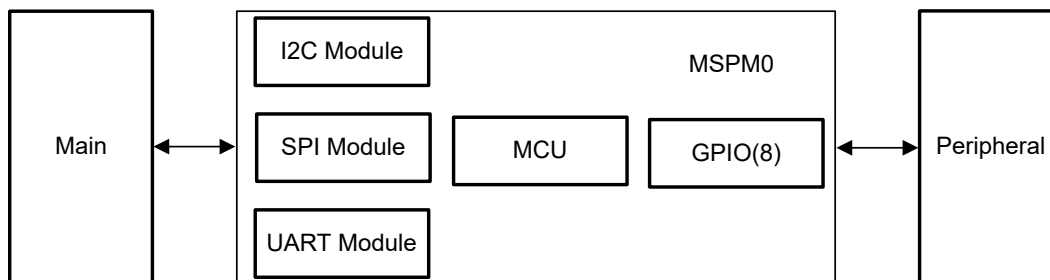 I2C Module
MSPM0
Main
SPI Module
MCU
GPIO(8)
Peripheral
UART Module